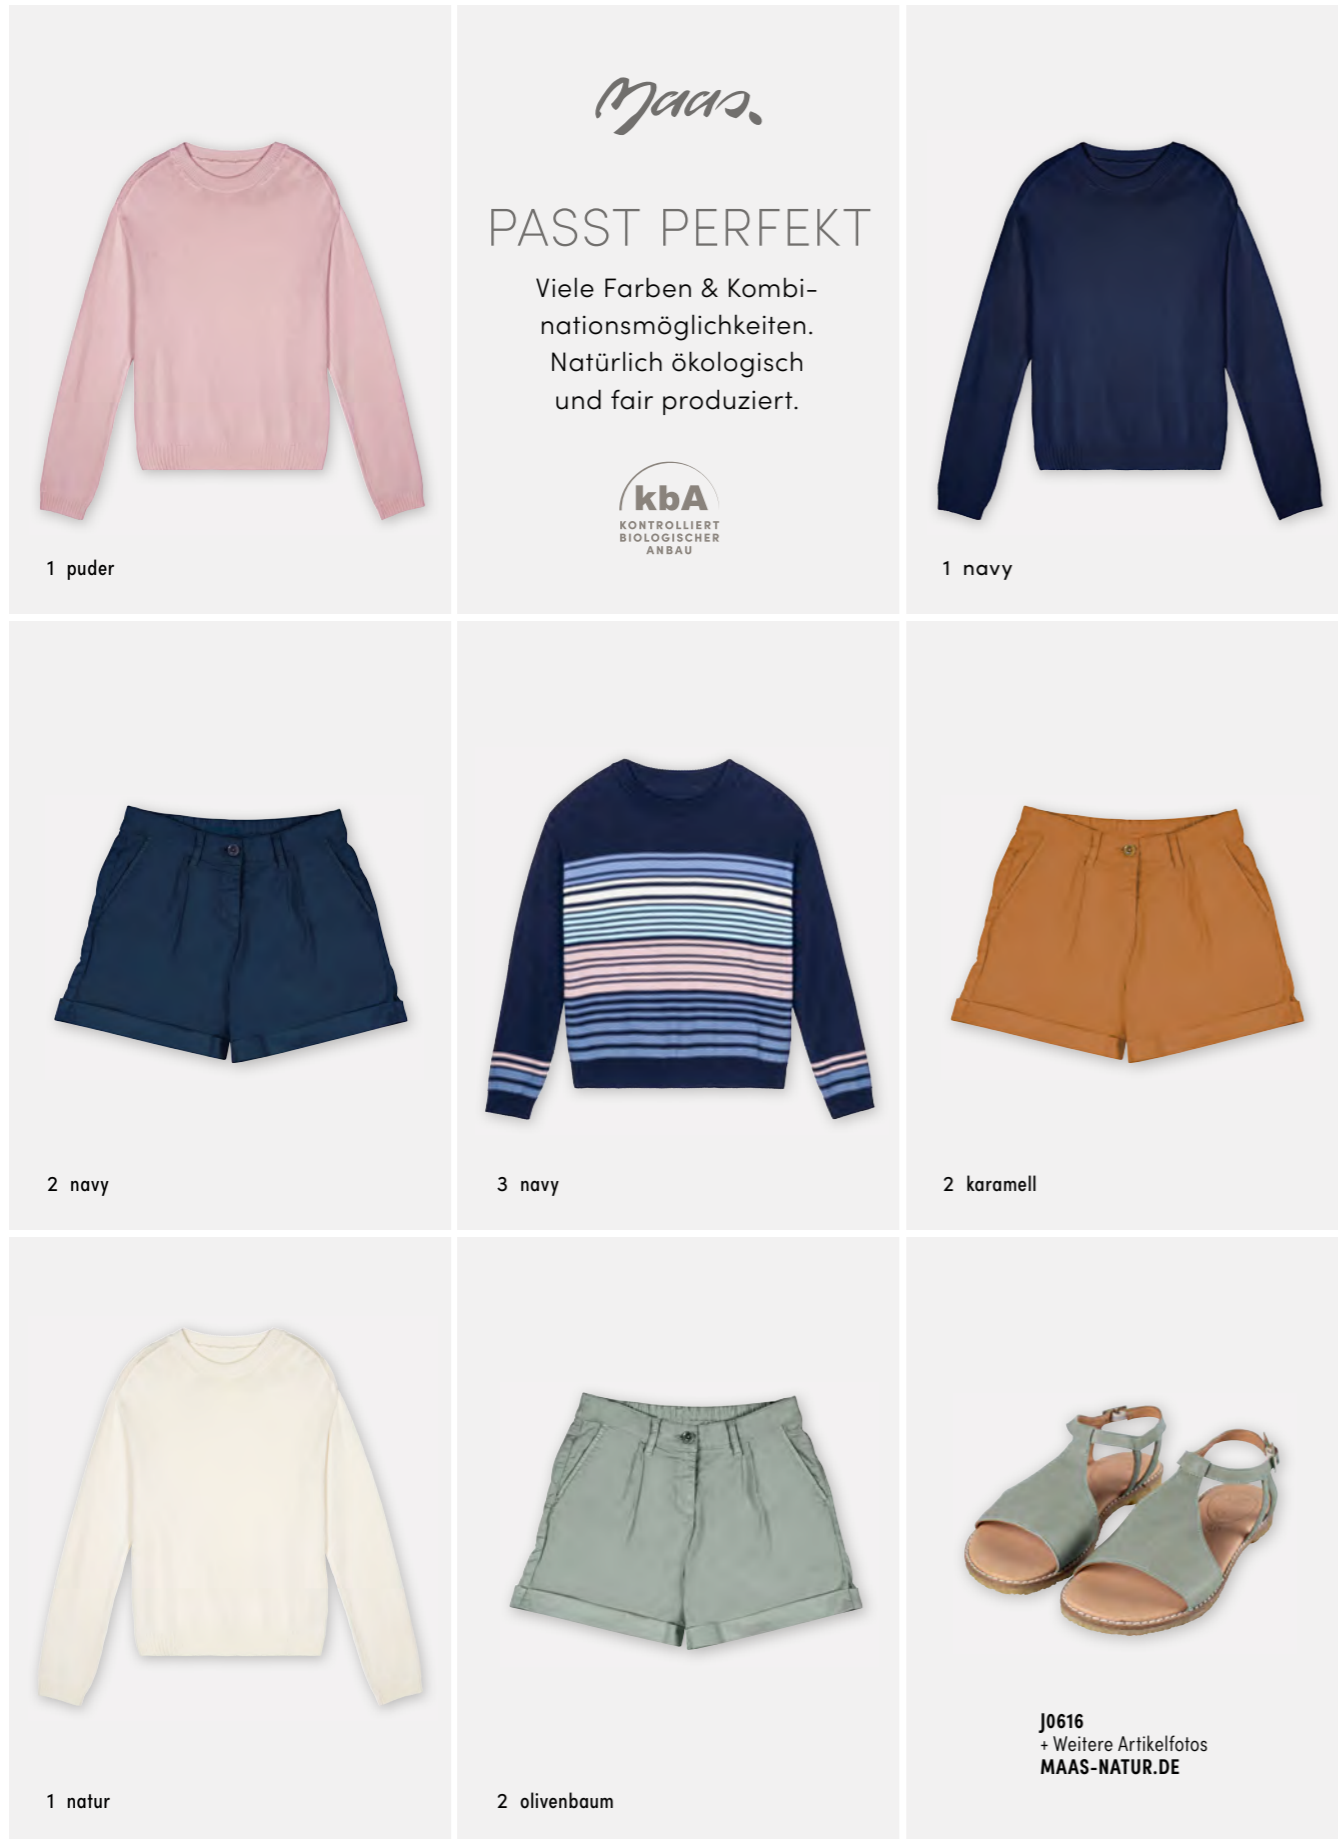 Maas.
PASST PERFEKT
Viele Farben & Kombi-
nationsmöglichkeiten.
Natürlich ökologisch
und fair produziert.
kbA
KONTROLLIERT
BIOLOGISCHER
ANBAU
1 puder
1 navy
2 navy
3 navy
2 karamell
1 natur
2 olivenbaum
J0616
+ Weitere Artikelfotos
MAAS-NATUR.DE